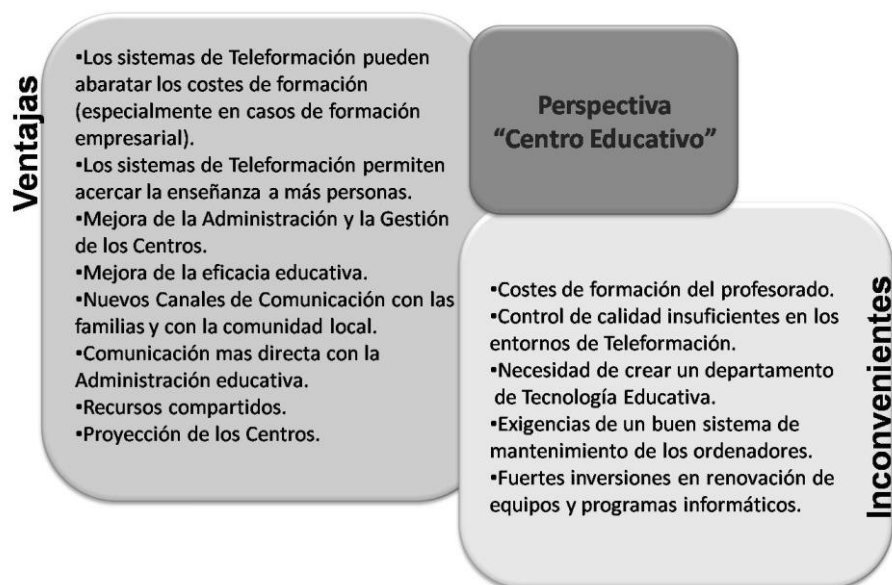 Ventajas
•Los sistemas de Teleformación pueden
abaratar los costes de formación
(especialmente en casos de formación
empresarial).
•Los sistemas de Teleformación permiten
acercar la enseñanza a más personas.
•Mejora de la Administración y la Gestión
de los Centros.
•Mejora de la eficacia educativa.
•Nuevos Canales de Comunicación con las
familias y con la comunidad local.
•Comunicación mas directa con la
Administración educativa.
•Recursos compartidos.
•Proyección de los Centros.
Perspectiva
“Centro Educativo”
•Costes de formación del profesorado.
•Control de calidad insuficientes en los
entornos de Teleformación.
•Necesidad de crear un departamento
de Tecnología Educativa.
•Exigencias de un buen sistema de
mantenimiento de los ordenadores.
•Fuertes inversiones en renovación de
equipos y programas informáticos.
Inconvenientes